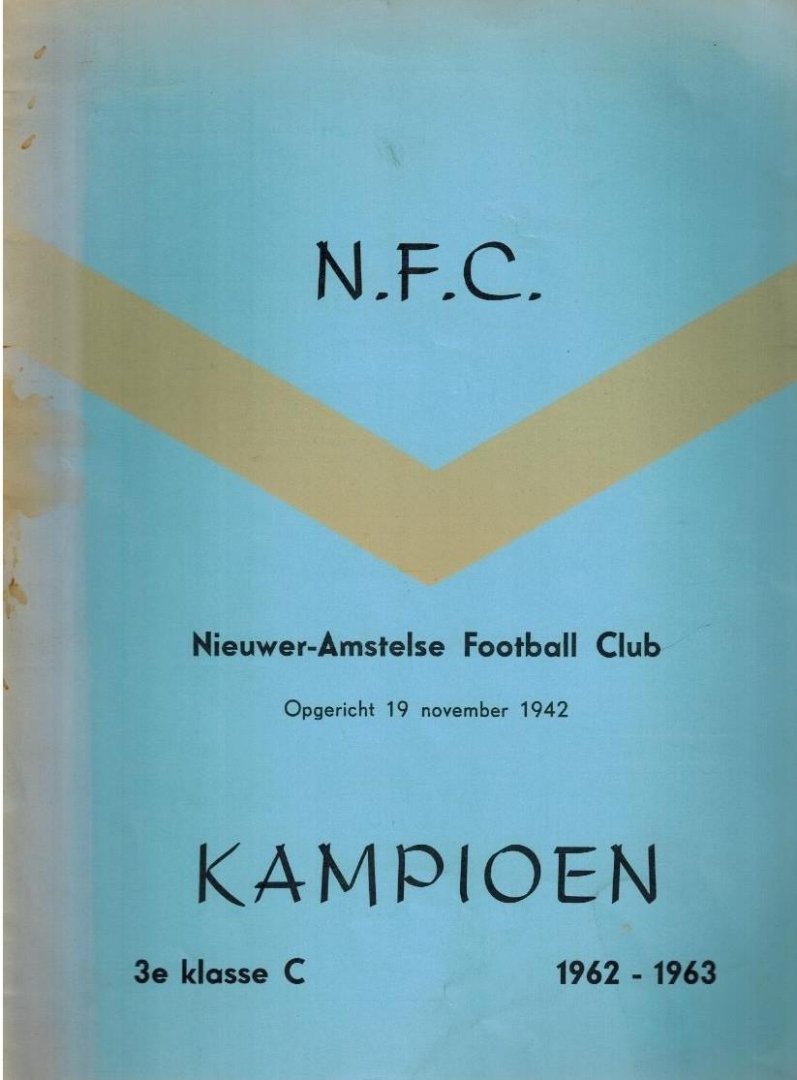 N.F.C.
Nieuwer-Amstelse Football Club
Opgericht 19 november 1942
KAMPIOEN
3e klasse C 1962 - 1963